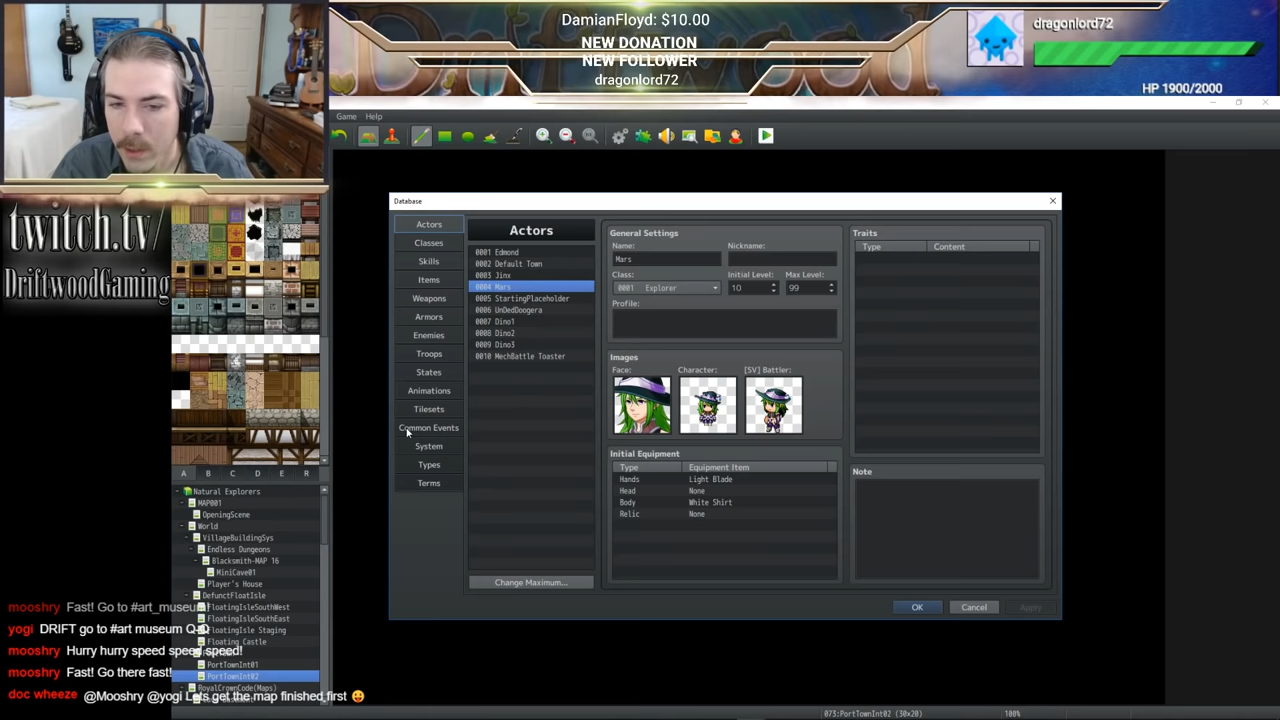 DamianFloyd: $10.00
NEW DONATION
NEW FOLLOWER
dragonlord72
dragonlord72
HP 1900/2000
Game Help
twitch.tv/
DriftwoodGaming
A B C D E R
Natural Explorers
MAP001
OpeningScene
World
VillageBuildingSys
Endless Dungeons
Blacksmith-MAP 16
MiniCave01
Player's House
DefunctFloatIsle
FloatingIsleSouthWest
FloatingIsleSouthEast
FloatingIsle Staging
Floating Castle
PortTownInt01
PortTownInt02
RoyalCrownCode(Maps)
mooshry Fast! Go to #art_museum
yogi DRIFT go to #art museum Q-Q
mooshry Hurry hurry speed speed speed!
mooshry Fast! Go there fast!
doc wheeze @Mooshry @yogi Lets get the map finished first
Database
Actors
Classes
Skills
Items
Weapons
Armors
Enemies
Troops
States
Animations
Tilesets
Common Events
System
Types
Terms
Actors
0001 Edmond
0002 Default Town
0003 Jinx
0004 Mars
0005 StartingPlaceholder
0006 UnDedDoogera
0007 Dino1
0008 Dino2
0009 Dino3
0010 MechBattle Toaster
Change Maximum...
General Settings
Name: Nickname:
Mars
Class: Initial Level: Max Level:
0001 Explorer 10 99
Profile:
Images
Face: Character: [SV] Battler:
Initial Equipment
Type Equipment Item
Hands Light Blade
Head None
Body White Shirt
Relic None
Traits
Type Content
Note
OK Cancel Apply
073:PortTownInt02 (30x20) 100%